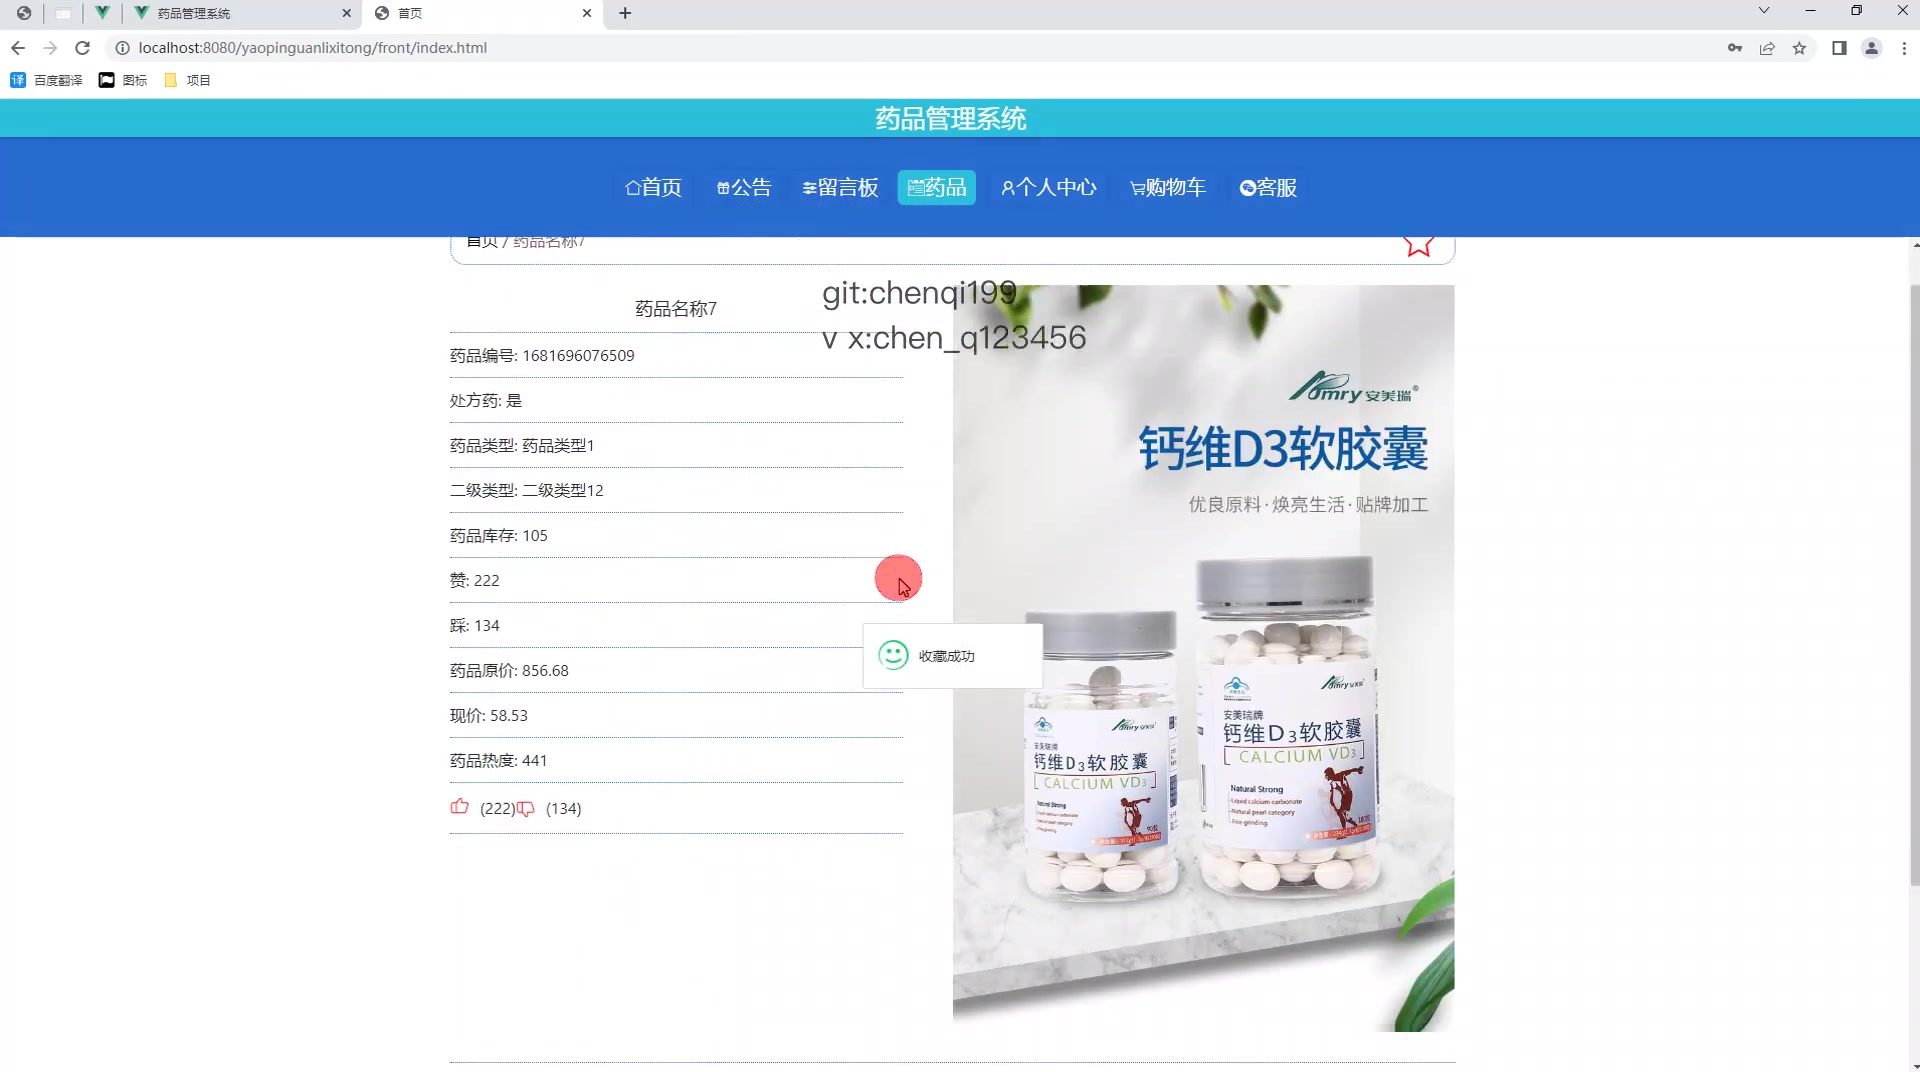 药品管理系统
首页
localhost:8080/yaopinguanlixitong/front/index.html
百度翻译
图标
项目
药品管理系统
首页
公告
留言板
药品
个人中心
购物车
客服
首页 / 药品名称7
git:chenqi199
v x:chen_q123456
药品名称7
药品编号: 1681696076509
处方药: 是
药品类型: 药品类型1
二级类型: 二级类型12
药品库存: 105
赞: 222
踩: 134
药品原价: 856.68
现价: 58.53
药品热度: 441
(222)
(134)
收藏成功
Amry 安美瑞®
钙维D3软胶囊
优良原料·焕亮生活·贴牌加工
安美瑞牌
钙维D3软胶囊
CALCIUM VD3
Natural Strong
90粒
安美瑞牌
钙维D3软胶囊
CALCIUM VD3
Natural Strong
Liquid calcium carbonate
Natural pearl category
Fine grinding